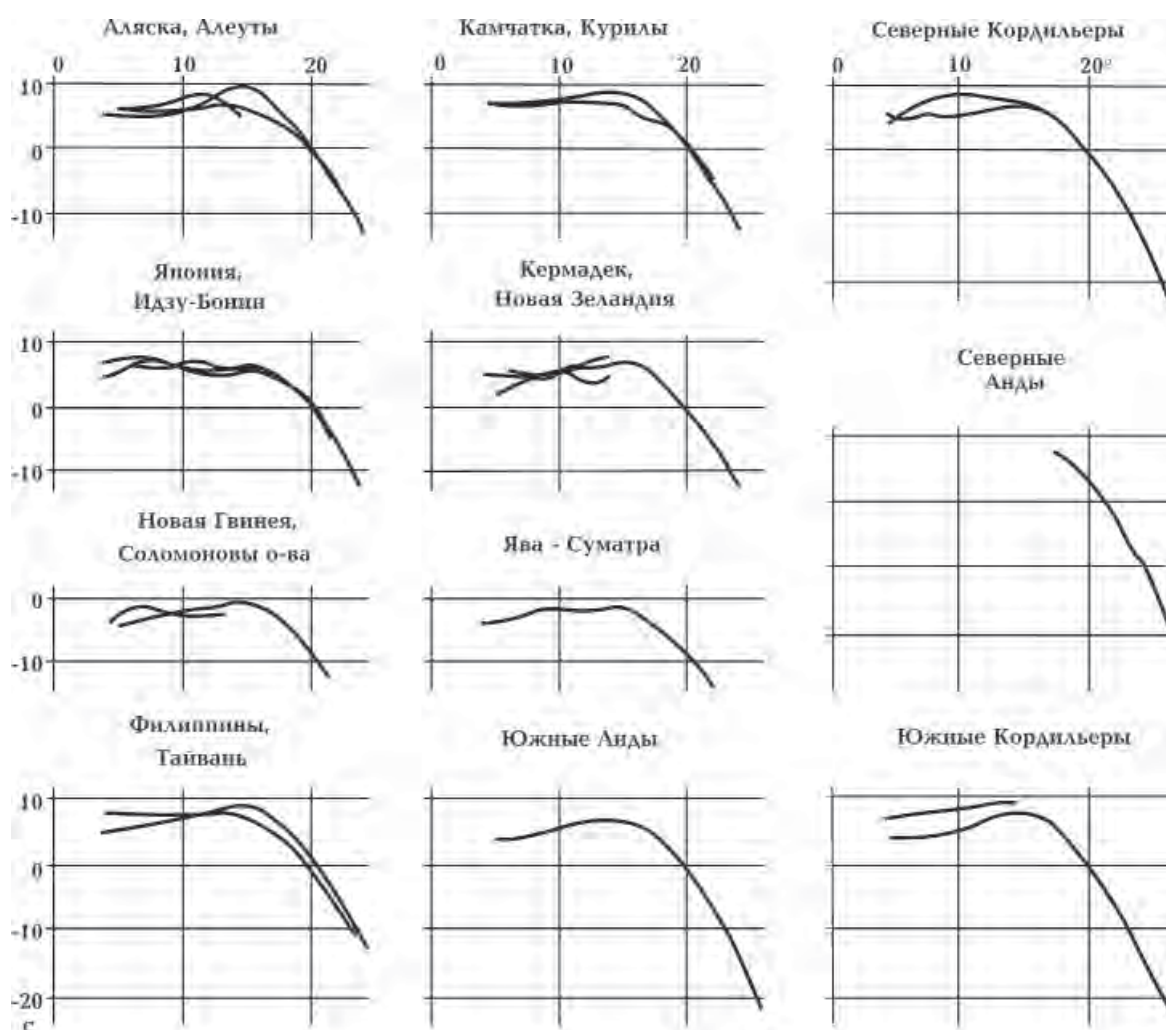 Аляска, Алеуты
0 10 20
10
0
-10
Камчатка, Курилы
0 10 20
Северные Кордильеры
0 10 20°
Япония,
Идзу-Бонин
10
0
-10
Кермадек,
Новая Зеландия
Северные
Анды
Новая Гвинея,
Соломоновы о-ва
0
-10
Ява - Суматра
Филиппины,
Тайвань
10
0
-10
-20
Южные Анды
Южные Кордильеры